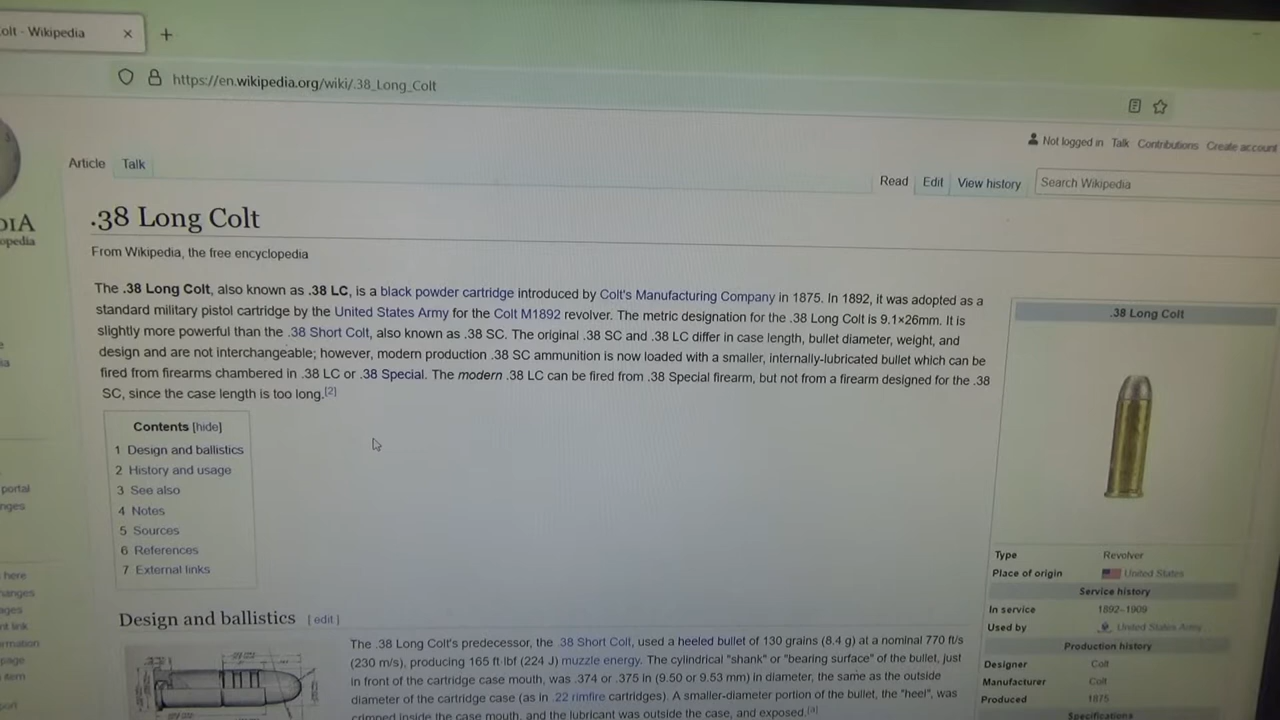 olt - Wikipedia
https://en.wikipedia.org/wiki/.38_Long_Colt
Not logged in Talk Contributions Create account
Article Talk
Read Edit View history Search Wikipedia
DIA
opedia
.38 Long Colt
From Wikipedia, the free encyclopedia
The .38 Long Colt, also known as .38 LC, is a black powder cartridge introduced by Colt's Manufacturing Company in 1875. In 1892, it was adopted as a
standard military pistol cartridge by the United States Army for the Colt M1892 revolver. The metric designation for the .38 Long Colt is 9.1×26mm. It is
slightly more powerful than the .38 Short Colt, also known as .38 SC. The original .38 SC and .38 LC differ in case length, bullet diameter, weight, and
design and are not interchangeable; however, modern production .38 SC ammunition is now loaded with a smaller, internally-lubricated bullet which can be
fired from firearms chambered in .38 LC or .38 Special. The modern .38 LC can be fired from .38 Special firearm, but not from a firearm designed for the .38
SC, since the case length is too long.[2]
Contents [hide]
1 Design and ballistics
2 History and usage
3 See also
4 Notes
5 Sources
6 References
7 External links
portal
nges
here
hanges
ages
nt link
ormation
page
item
.38 Long Colt
Type Revolver
Place of origin United States
Service history
In service 1892–1909
Used by United States Army
Production history
Designer Colt
Manufacturer Colt
Produced 1875
Specifications
Design and ballistics [ edit ]
The .38 Long Colt's predecessor, the .38 Short Colt, used a heeled bullet of 130 grains (8.4 g) at a nominal 770 ft/s
(230 m/s), producing 165 ft·lbf (224 J) muzzle energy. The cylindrical "shank" or "bearing surface" of the bullet, just
in front of the cartridge case mouth, was .374 or .375 in (9.50 or 9.53 mm) in diameter, the same as the outside
diameter of the cartridge case (as in .22 rimfire cartridges). A smaller-diameter portion of the bullet, the "heel", was
crimped inside the case mouth, and the lubricant was outside the case, and exposed.[a]